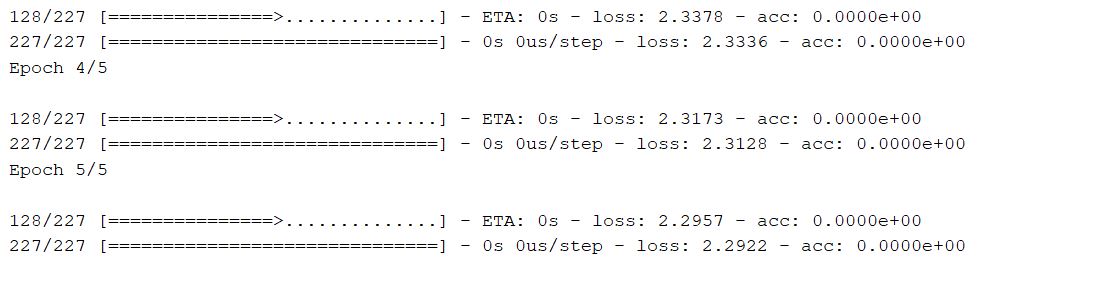 128/227 [===============>..............] - ETA: 0s - loss: 2.3378 - acc: 0.0000e+00
227/227 [==============================] - 0s 0us/step - loss: 2.3336 - acc: 0.0000e+00
Epoch 4/5
128/227 [===============>..............] - ETA: 0s - loss: 2.3173 - acc: 0.0000e+00
227/227 [==============================] - 0s 0us/step - loss: 2.3128 - acc: 0.0000e+00
Epoch 5/5
128/227 [===============>..............] - ETA: 0s - loss: 2.2957 - acc: 0.0000e+00
227/227 [==============================] - 0s 0us/step - loss: 2.2922 - acc: 0.0000e+00